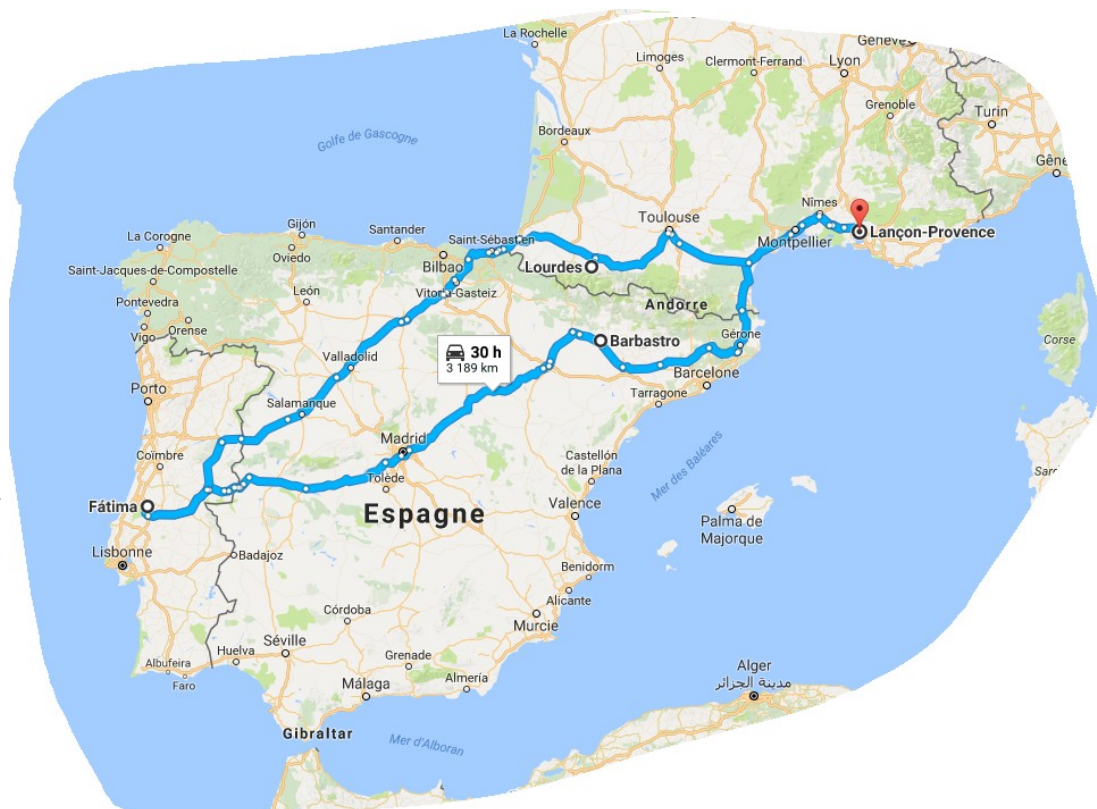 La Rochelle
Genève
Limoges
Clermont-Ferrand
Lyon
Grenoble
Turin
Bordeaux
Golfe de Gascogne
Gijón
Santander
Toulouse
Nîmes
La Corogne
Oviedo
Bilbao
Saint-Sébastien
Montpellier
Lançon-Provence
Saint-Jacques-de-Compostelle
Lourdes
León
Vitoria-Gasteiz
Pontevedra
Andorre
Vigo
Orense
Gérone
Corse
Barbastro
30 h
3 189 km
Valladolid
Barcelone
Porto
Tarragone
Salamanque
Madrid
Mer des Baléares
Coïmbre
Castellón
de la Plana
Tolède
Fátima
Espagne
Valence
Palma de
Majorque
Lisbonne
Badajoz
Benidorm
Alicante
Córdoba
Murcie
Séville
Huelva
Grenade
Albufeira
Faro
Málaga
Almería
Alger
مدينة الجزائر
Gibraltar
Mer d'Alboran